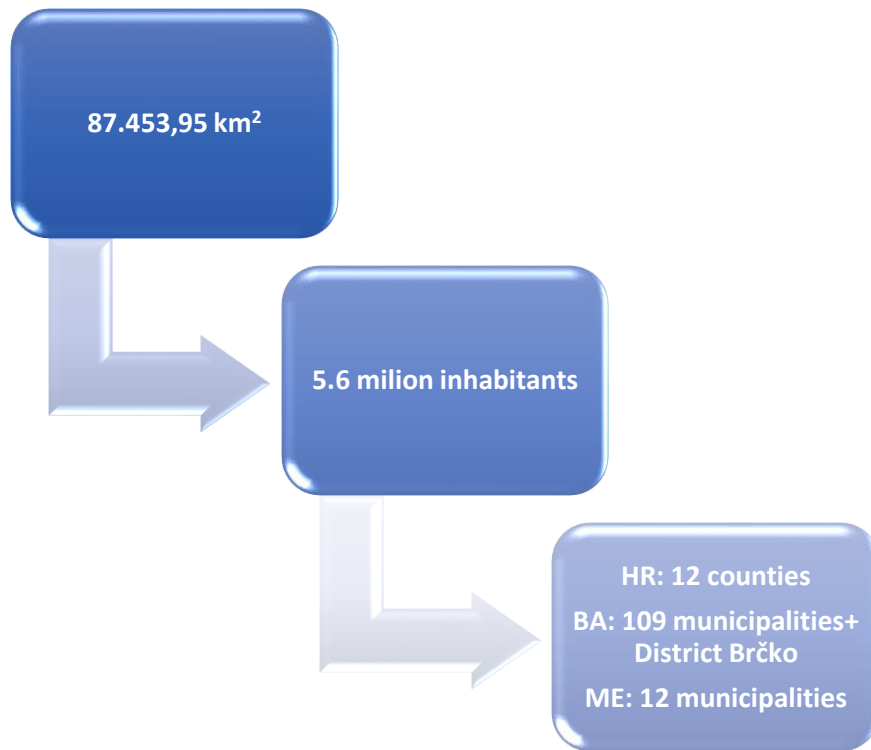 87.453,95 km²
5.6 milion inhabitants
HR: 12 counties
BA: 109 municipalities+
District Brčko
ME: 12 municipalities